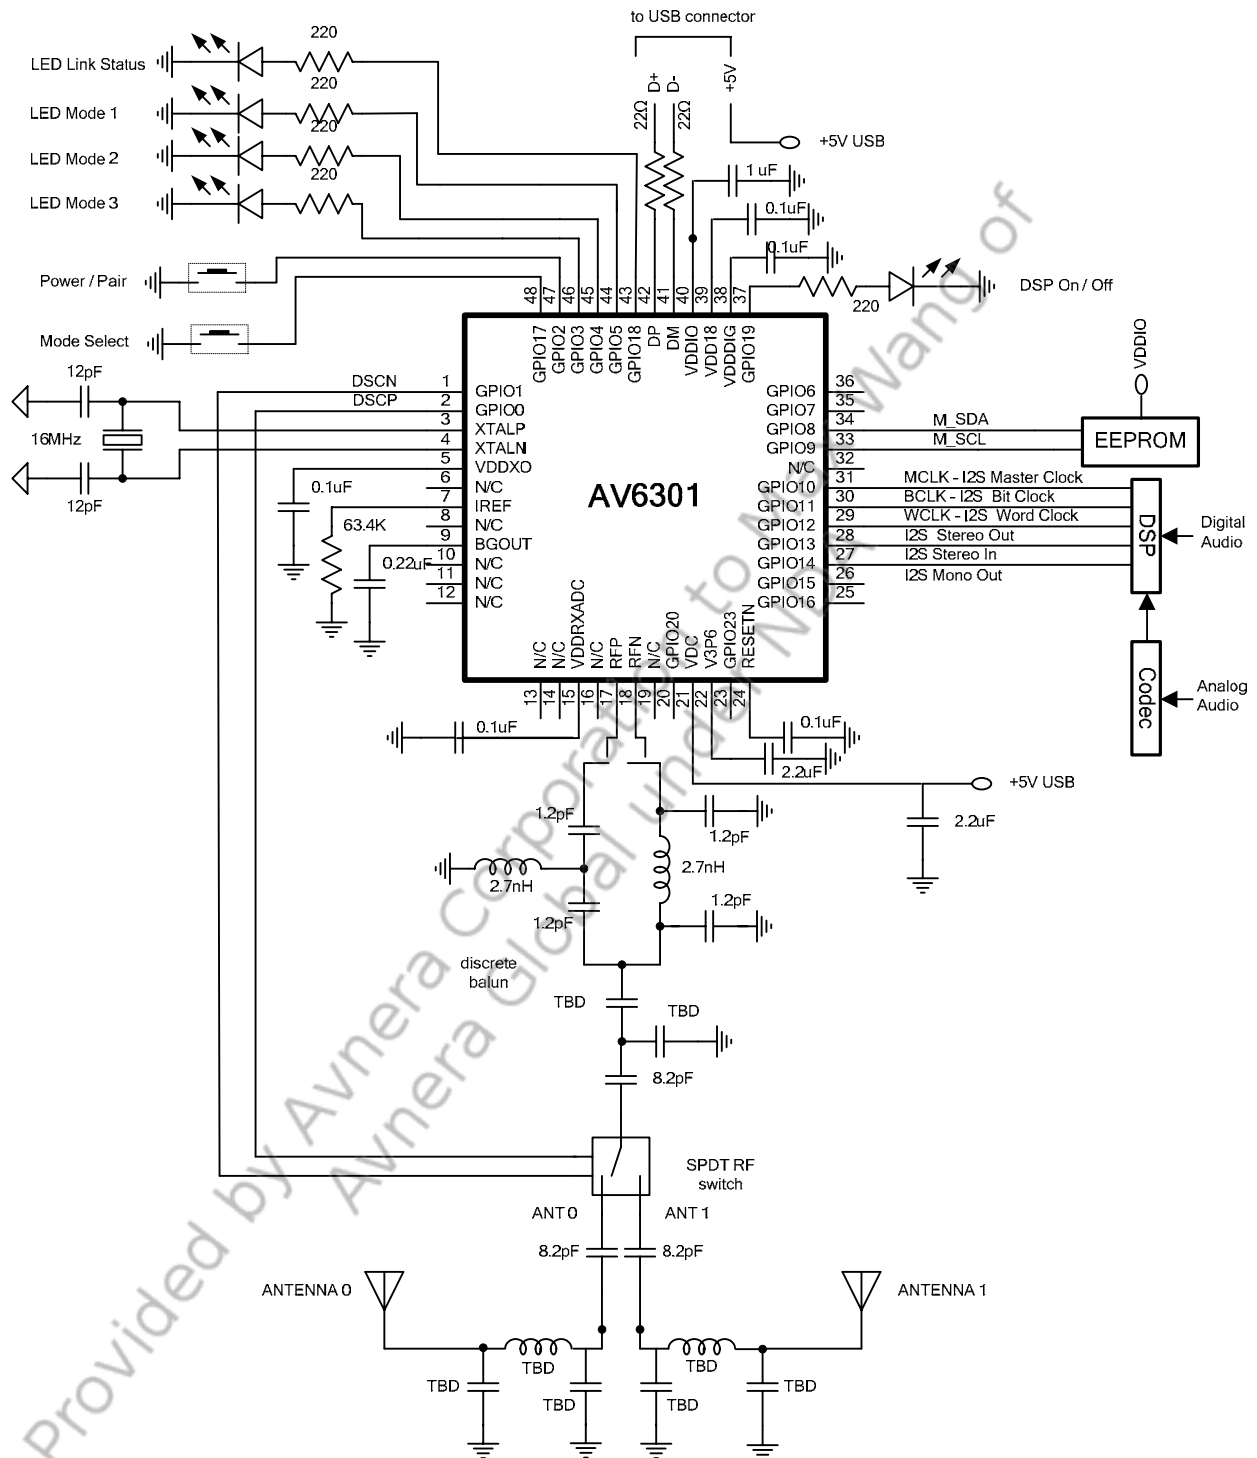 to USB connector
220
LED Link Status
220
LED Mode 1
220
LED Mode 2
220
LED Mode 3
D+
D-
+5V
22Ω
22Ω
+5V USB
1 uF
0.1uF
0.1uF
Power / Pair
Mode Select
220
DSP On / Off
48
47
46
45
44
43
42
41
40
39
38
37
GPIO17
GPIO2
GPIO3
GPIO4
GPIO5
GPIO18
DP
DM
VDDIO
VDD18
VDDDIG
GPIO19
12pF
16MHz
12pF
DSCN
DSCP
1 GPIO1
2 GPIO0
3 XTALP
4 XTALN
5 VDDXO
6 N/C
7 IREF
8 N/C
9 BGOUT
10 N/C
11 N/C
12 N/C
0.1uF
63.4K
0.22uF
AV6301
GPIO6 36
GPIO7 35
GPIO8 34
GPIO9 33
N/C 32
GPIO10 31
GPIO11 30
GPIO12 29
GPIO13 28
GPIO14 27
GPIO15 26
GPIO16 25
M_SDA
M_SCL
VDDIO
EEPROM
MCLK - I2S Master Clock
BCLK - I2S Bit Clock
WCLK - I2S Word Clock
I2S Stereo Out
I2S Stereo In
I2S Mono Out
DSP
Digital
Audio
Codec
Analog
Audio
N/C
N/C
VDDRXADC
N/C
RFP
RFN
N/C
GPIO20
VDC
V3P6
GPIO23
RESETN
13
14
15
16
17
18
19
20
21
22
23
24
0.1uF
0.1uF
2.2uF
+5V USB
2.2uF
1.2pF
1.2pF
2.7nH
2.7nH
1.2pF
1.2pF
discrete
balun
TBD
TBD
8.2pF
SPDT RF
switch
ANT 0
ANT 1
8.2pF
8.2pF
ANTENNA 0
ANTENNA 1
TBD
TBD
TBD
TBD
TBD
TBD
Provided by Avnera Corporation to Max Wang of
Avnera Global under NDA